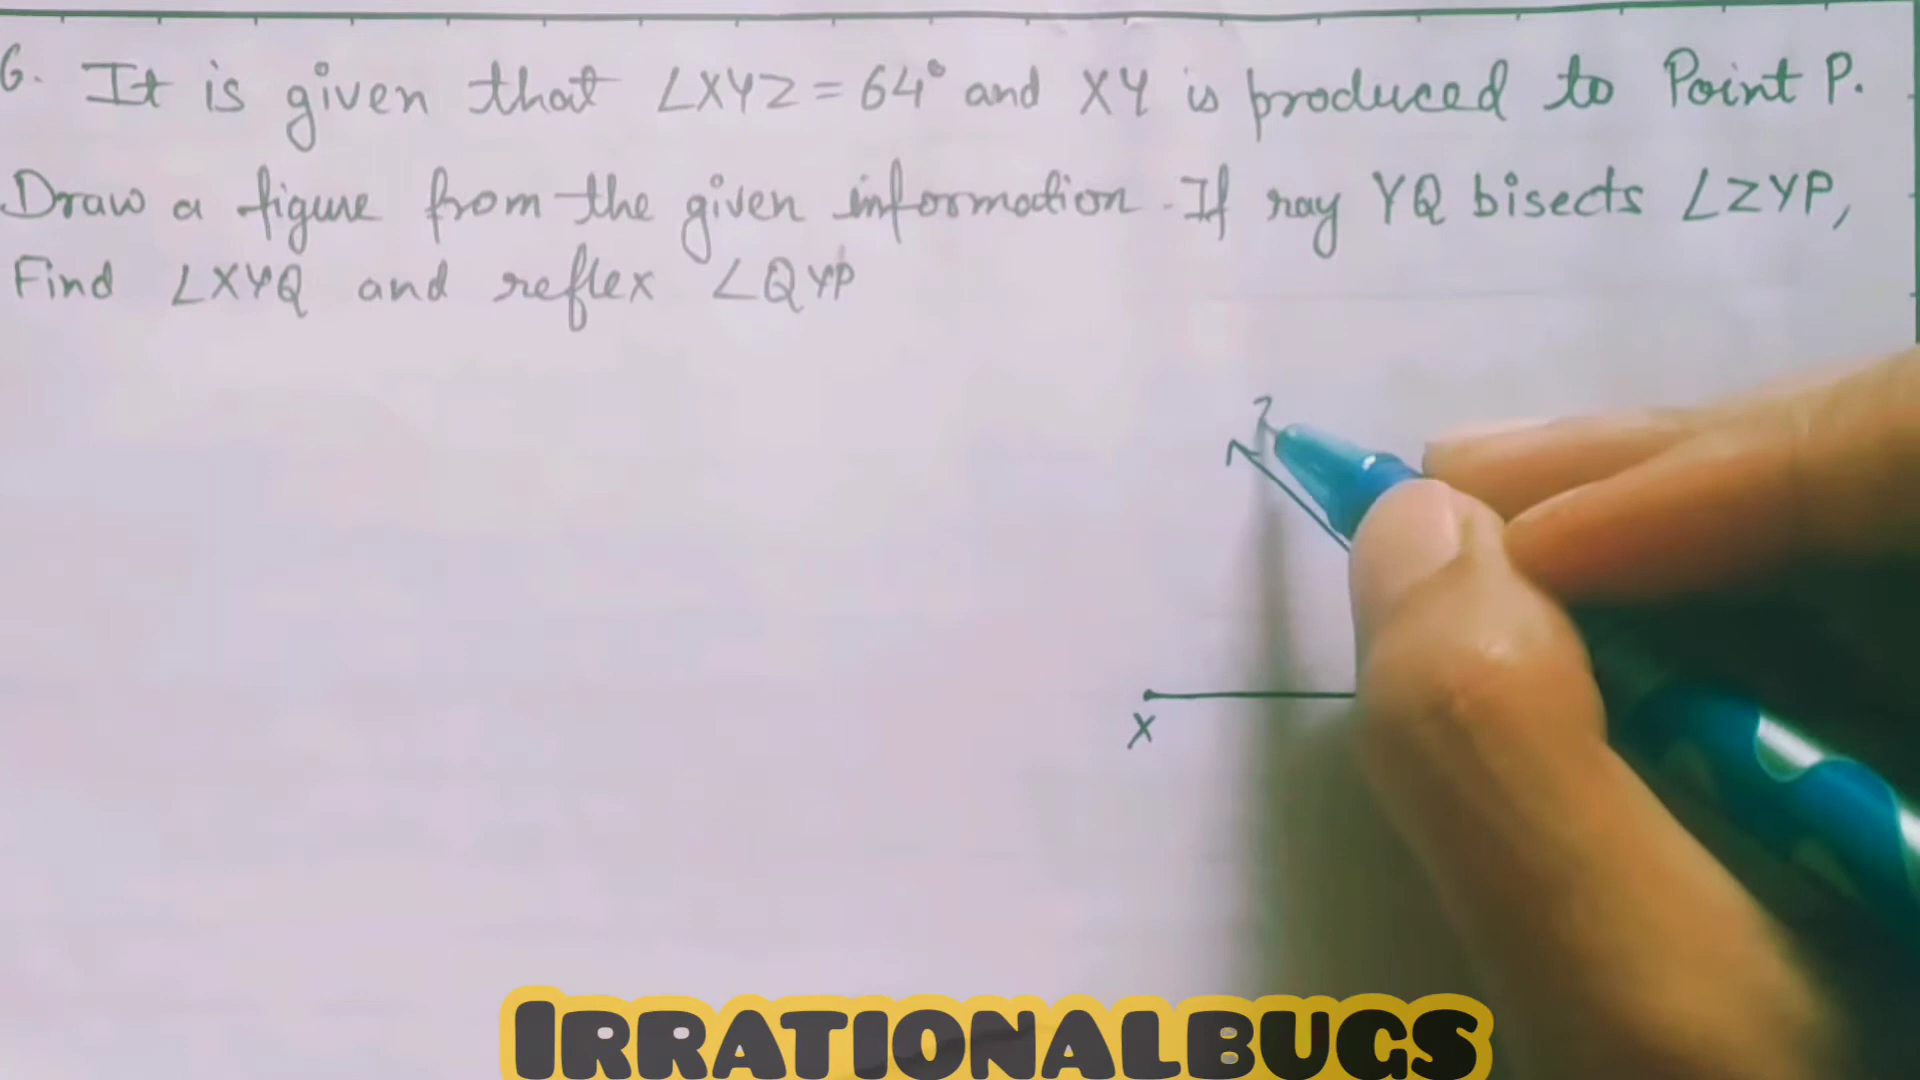 6. It is given that ∠XYZ = 64° and XY is produced to Point P.
Draw a figure from the given information. If ray YQ bisects ∠ZYP,
Find ∠XYQ and reflex ∠QYP
Z
X
IRRATIONALBUGS